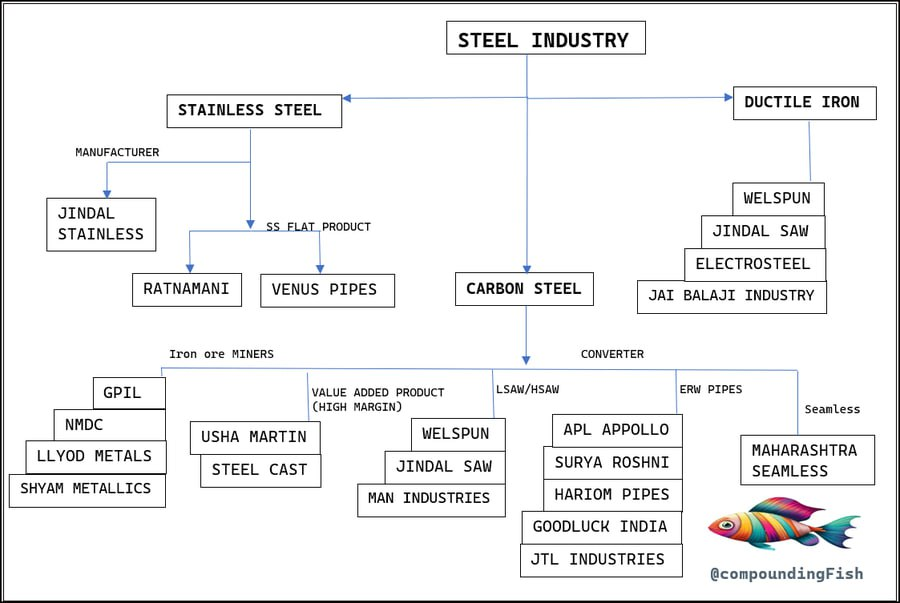 STEEL INDUSTRY
STAINLESS STEEL
DUCTILE IRON
MANUFACTURER
JINDAL
STAINLESS
SS FLAT PRODUCT
RATNAMANI
VENUS PIPES
CARBON STEEL
WELSPUN
JINDAL SAW
ELECTROSTEEL
JAI BALAJI INDUSTRY
Iron ore MINERS
CONVERTER
GPIL
NMDC
LLYOD METALS
SHYAM METALLICS
VALUE ADDED PRODUCT
(HIGH MARGIN)
USHA MARTIN
STEEL CAST
LSAW/HSAW
WELSPUN
JINDAL SAW
MAN INDUSTRIES
ERW PIPES
APL APPOLLO
SURYA ROSHNI
HARIOM PIPES
GOODLUCK INDIA
JTL INDUSTRIES
Seamless
MAHARASHTRA
SEAMLESS
@compoundingFish